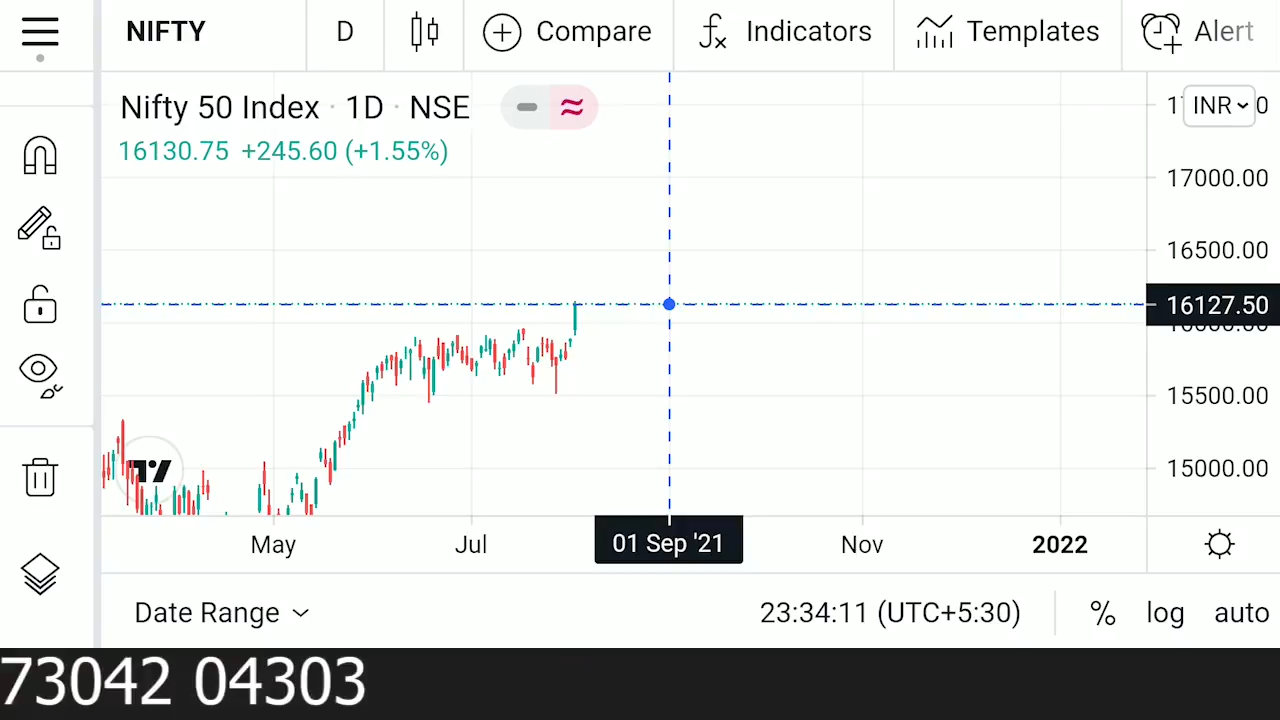 NIFTY D Compare Indicators Templates Alert
Nifty 50 Index · 1D · NSE
INR
16130.75 +245.60 (+1.55%)
17000.00
16500.00
16127.50
15500.00
15000.00
May Jul 01 Sep '21 Nov 2022
Date Range 23:34:11 (UTC+5:30) % log auto
73042 04303